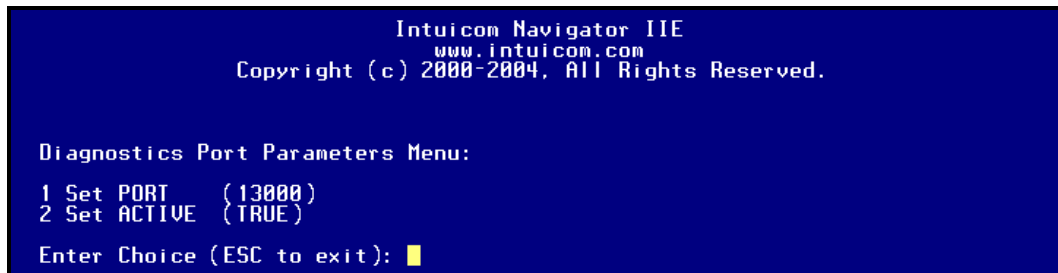 Intuicom Navigator IIE
www.intuicom.com
Copyright (c) 2000-2004, All Rights Reserved.
Diagnostics Port Parameters Menu:
1 Set PORT (13000)
2 Set ACTIVE (TRUE)
Enter Choice (ESC to exit):